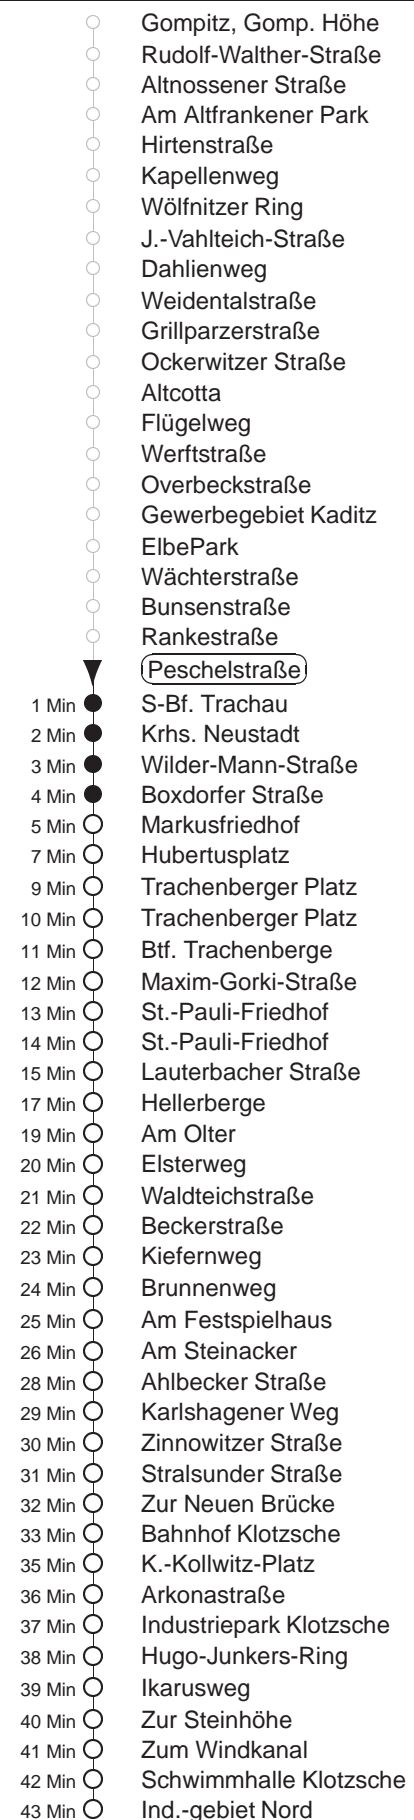 Gompitz, Gomp. Höhe
Rudolf-Walther-Straße
Altnossener Straße
Am Altfrankener Park
Hirtenstraße
Kapellenweg
Wölfnitzer Ring
J.-Vahlteich-Straße
Dahlienweg
Weidentalstraße
Grillparzerstraße
Ockerwitzer Straße
Altcotta
Flügelweg
Werftstraße
Overbeckstraße
Gewerbegebiet Kaditz
ElbePark
Wächterstraße
Bunsenstraße
Rankestraße
Peschelstraße
1 Min S-Bf. Trachau
2 Min Krhs. Neustadt
3 Min Wilder-Mann-Straße
4 Min Boxdorfer Straße
5 Min Markusfriedhof
7 Min Hubertusplatz
9 Min Trachenberger Platz
10 Min Trachenberger Platz
11 Min Btf. Trachenberge
12 Min Maxim-Gorki-Straße
13 Min St.-Pauli-Friedhof
14 Min St.-Pauli-Friedhof
15 Min Lauterbacher Straße
17 Min Hellerberge
19 Min Am Olter
20 Min Elsterweg
21 Min Waldteichstraße
22 Min Beckerstraße
23 Min Kiefernweg
24 Min Brunnenweg
25 Min Am Festspielhaus
26 Min Am Steinacker
28 Min Ahlbecker Straße
29 Min Karlshagener Weg
30 Min Zinnowitzer Straße
31 Min Stralsunder Straße
32 Min Zur Neuen Brücke
33 Min Bahnhof Klotzsche
35 Min K.-Kollwitz-Platz
36 Min Arkonastraße
37 Min Industriepark Klotzsche
38 Min Hugo-Junkers-Ring
39 Min Ikarusweg
40 Min Zur Steinhöhe
41 Min Zum Windkanal
42 Min Schwimmhalle Klotzsche
43 Min Ind.-gebiet Nord